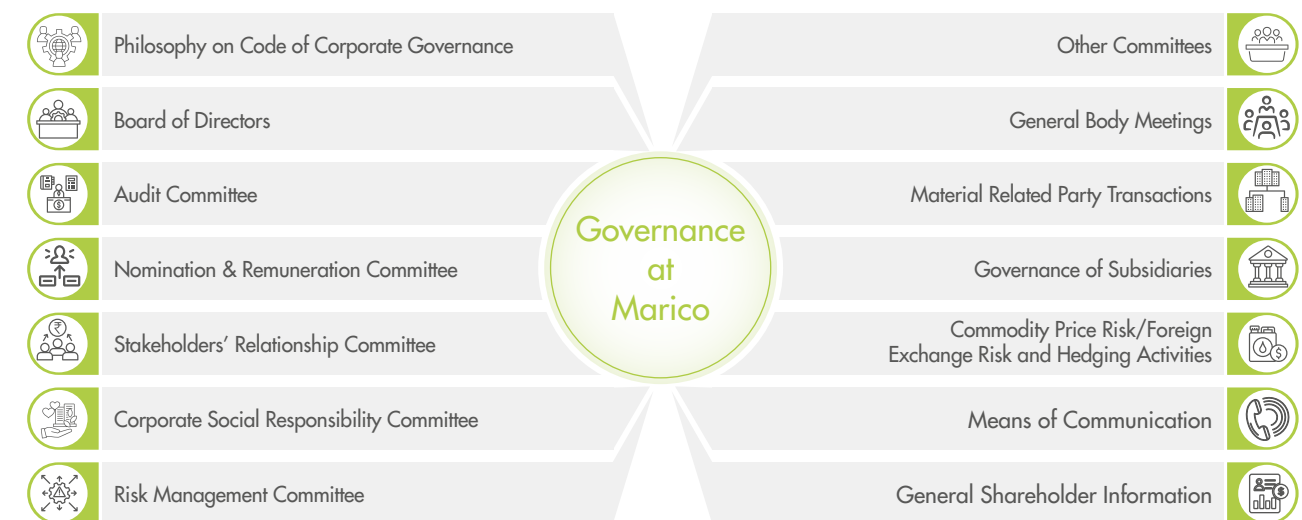 Philosophy on Code of Corporate Governance
Board of Directors
Audit Committee
Nomination & Remuneration Committee
Stakeholders’ Relationship Committee
Corporate Social Responsibility Committee
Risk Management Committee
Governance
at
Marico
Other Committees
General Body Meetings
Material Related Party Transactions
Governance of Subsidiaries
Commodity Price Risk/Foreign
Exchange Risk and Hedging Activities
Means of Communication
General Shareholder Information